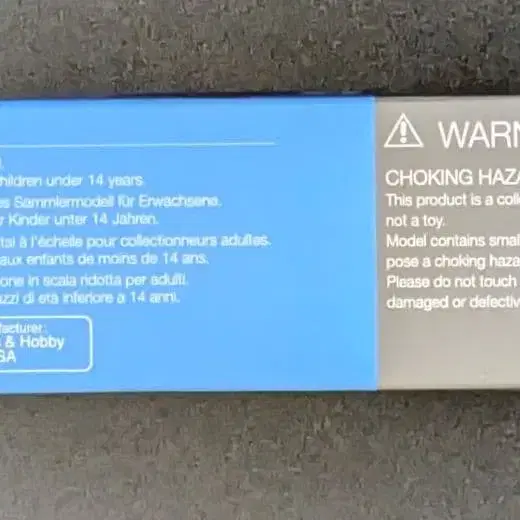 children under 14 years.
Sammlermodell für Erwachsene.
Kinder unter 14 Jahren.
à l'échelle pour collectionneurs adultes.
aux enfants de moins de 14 ans.
one in scala ridotta per adulti.
azzi di età inferiore a 14 anni.
facturer:
& Hobby
SA
WARN
CHOKING HAZA
This product is a coll
not a toy.
Model contains smal
pose a choking haza
Please do not touch
damaged or defectiv